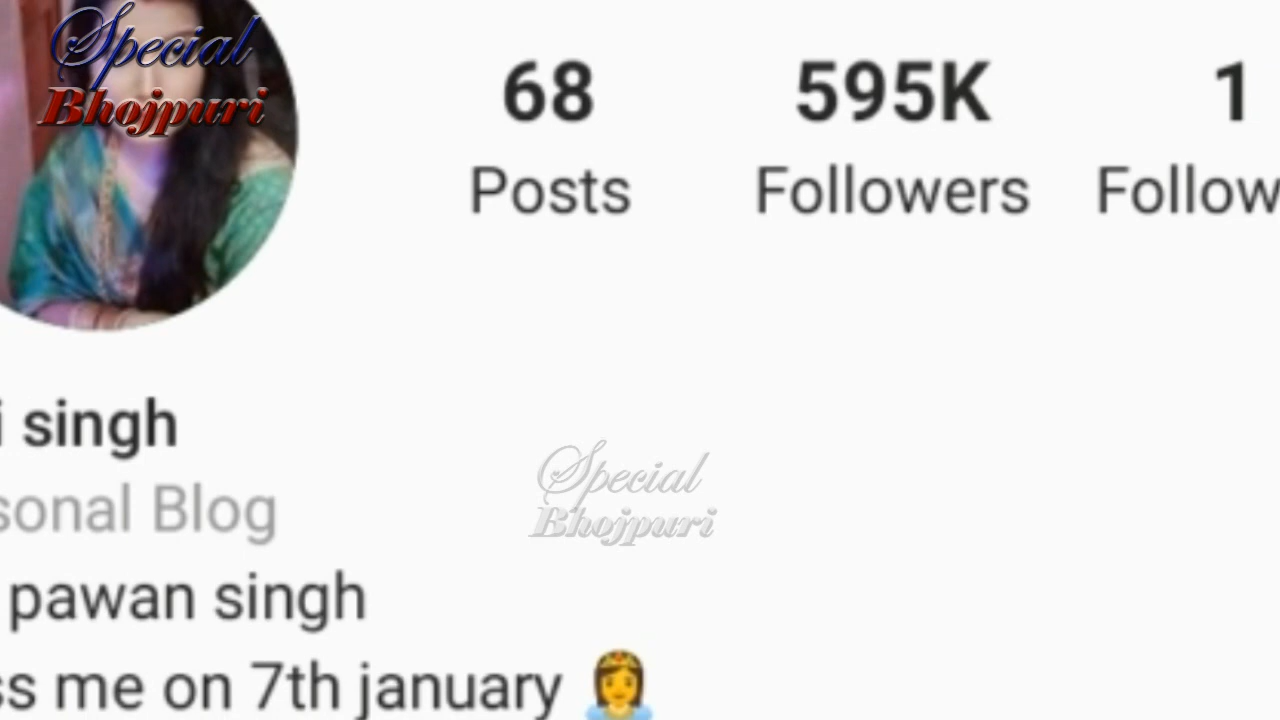 Special
Bhojpuri
68 595K 1
Posts Followers Follow
i singh
sonal Blog
Special
Bhojpuri
pawan singh
ss me on 7th january 👸